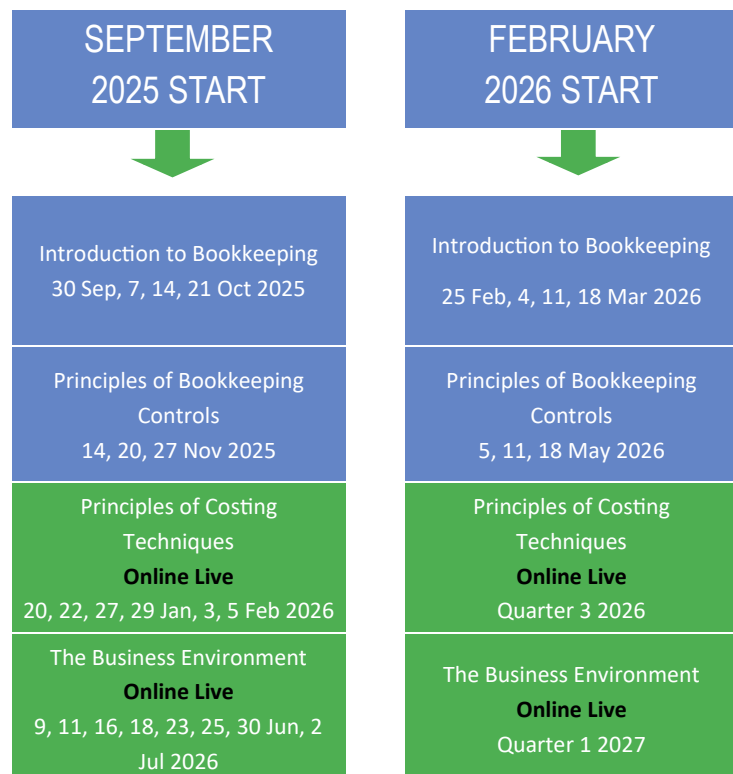 SEPTEMBER
2025 START
Introduction to Bookkeeping
30 Sep, 7, 14, 21 Oct 2025
Principles of Bookkeeping
Controls
14, 20, 27 Nov 2025
Principles of Costing
Techniques
Online Live
20, 22, 27, 29 Jan, 3, 5 Feb 2026
The Business Environment
Online Live
9, 11, 16, 18, 23, 25, 30 Jun, 2
Jul 2026
FEBRUARY
2026 START
Introduction to Bookkeeping
25 Feb, 4, 11, 18 Mar 2026
Principles of Bookkeeping
Controls
5, 11, 18 May 2026
Principles of Costing
Techniques
Online Live
Quarter 3 2026
The Business Environment
Online Live
Quarter 1 2027